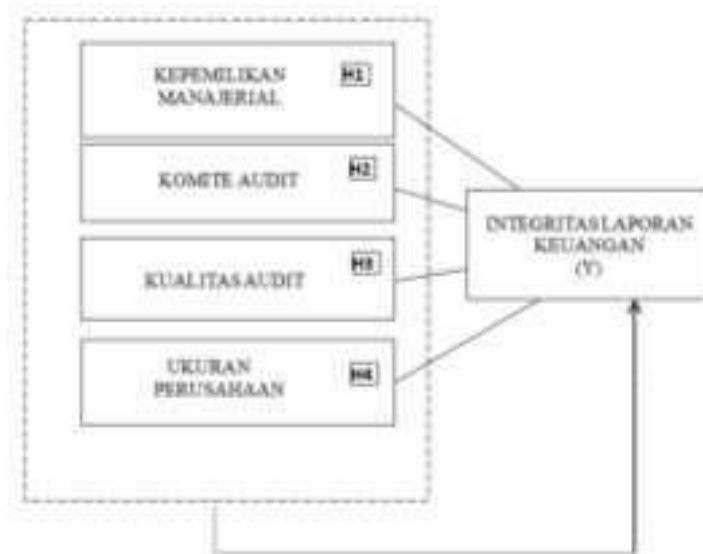 KEPEMILIKAN
MANAJERIAL
H1
KOMITE AUDIT
H2
KUALITAS AUDIT
H3
UKURAN
PERUSAHAAN
H4
INTEGRITAS LAPORAN
KEUANGAN
(Y)